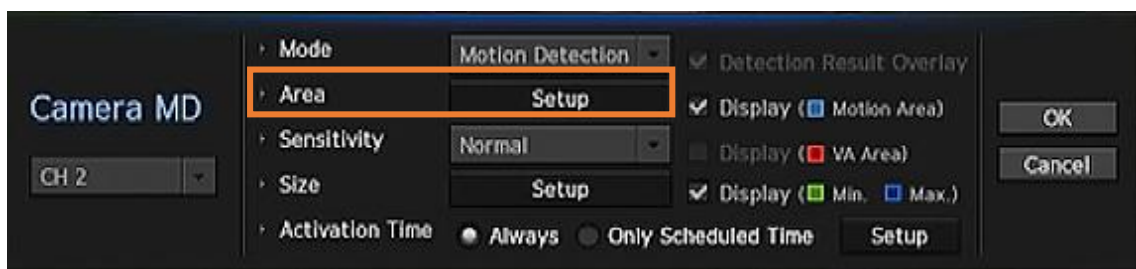 Camera MD
CH 2
Mode Motion Detection Detection Result Overlay
Area Setup Display ( Motion Area)
Sensitivity Normal Display ( VA Area)
Size Setup Display ( Min. Max.)
Activation Time Always Only Scheduled Time Setup
OK
Cancel